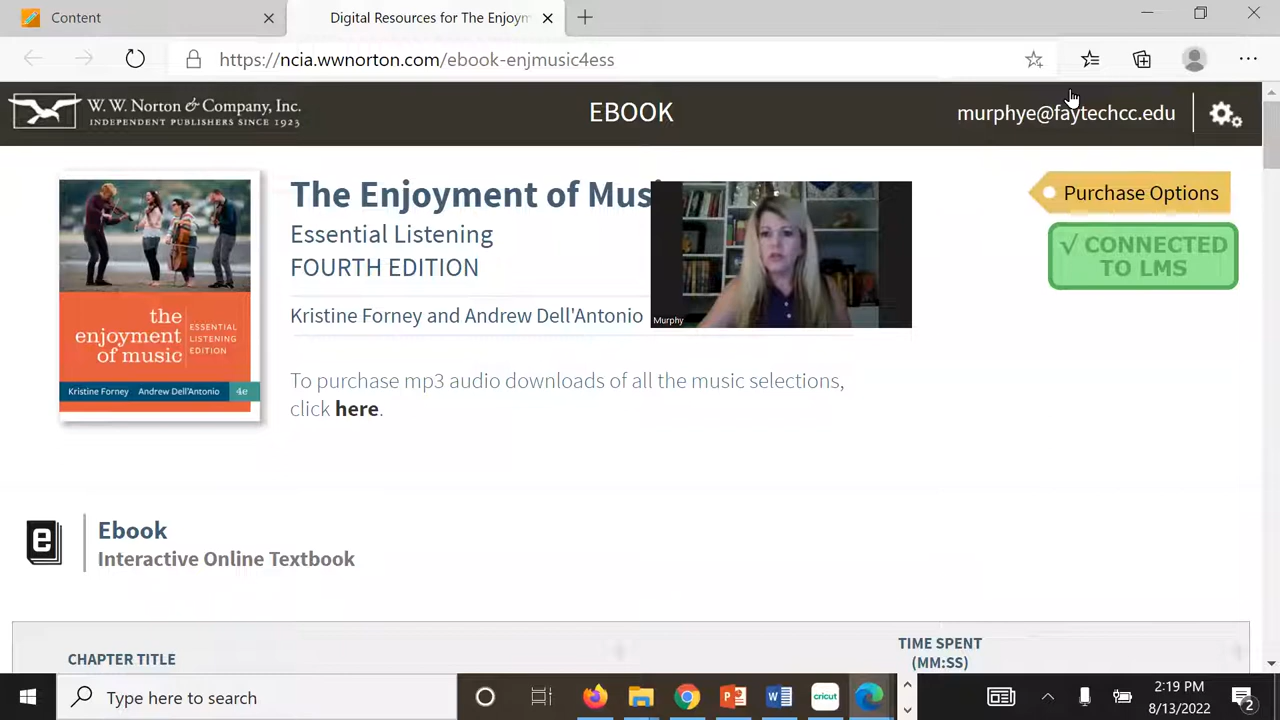 Content
Digital Resources for The Enjoym
https://ncia.wwnorton.com/ebook-enjmusic4ess
W. W. Norton & Company, Inc.
INDEPENDENT PUBLISHERS SINCE 1923
EBOOK
murphye@faytechcc.edu
The Enjoyment of Mus
Essential Listening
FOURTH EDITION
Kristine Forney and Andrew Dell'Antonio
Murphy
Purchase Options
√ CONNECTED
TO LMS
the
enjoyment
of music
ESSENTIAL
LISTENING
EDITION
Kristine Forney Andrew Dell'Antonio 4e
To purchase mp3 audio downloads of all the music selections,
click here.
e
Ebook
Interactive Online Textbook
CHAPTER TITLE
TIME SPENT
(MM:SS)
Type here to search
cricut
2:19 PM
8/13/2022
2